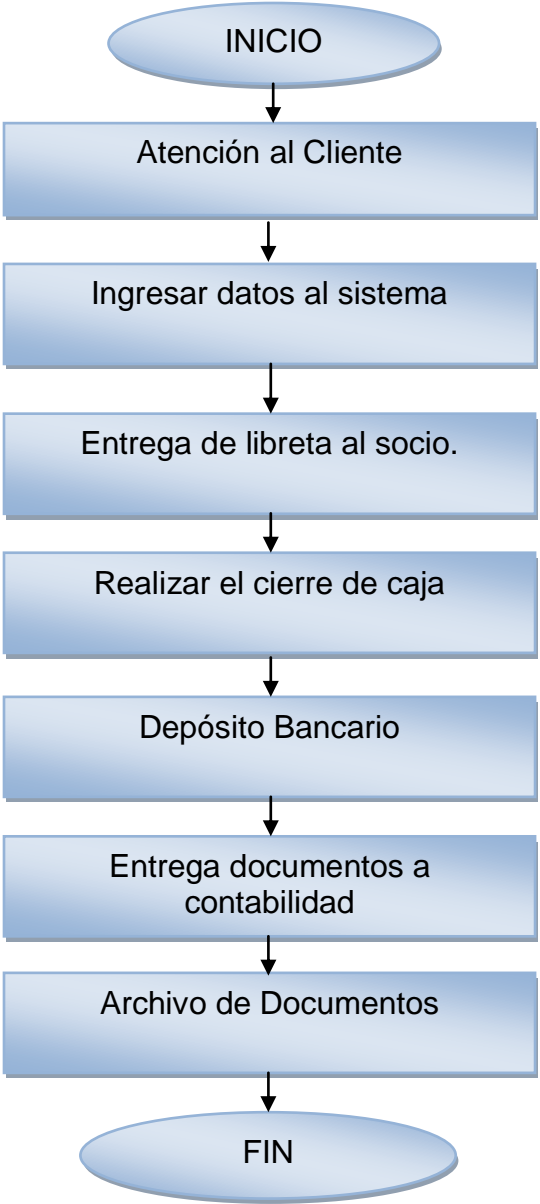 INICIO
Atención al Cliente
Ingresar datos al sistema
Entrega de libreta al socio.
Realizar el cierre de caja
Depósito Bancario
Entrega documentos a
contabilidad
Archivo de Documentos
FIN